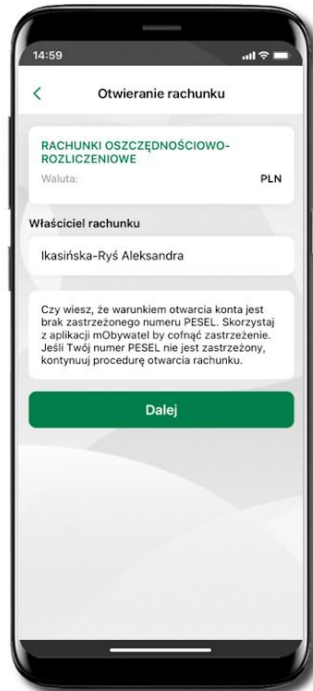 14:59
Otwieranie rachunku
RACHUNKI OSZCZĘDNOŚCIOWO-
ROZLICZENIOWE
Waluta: PLN
Właściciel rachunku
Ikasińska-Ryś Aleksandra
Czy wiesz, że warunkiem otwarcia konta jest
brak zastrzeżonego numeru PESEL. Skorzystaj
z aplikacji mObywatel by cofnąć zastrzeżenie.
Jeśli Twój numer PESEL nie jest zastrzeżony,
kontynuuj procedurę otwarcia rachunku.
Dalej